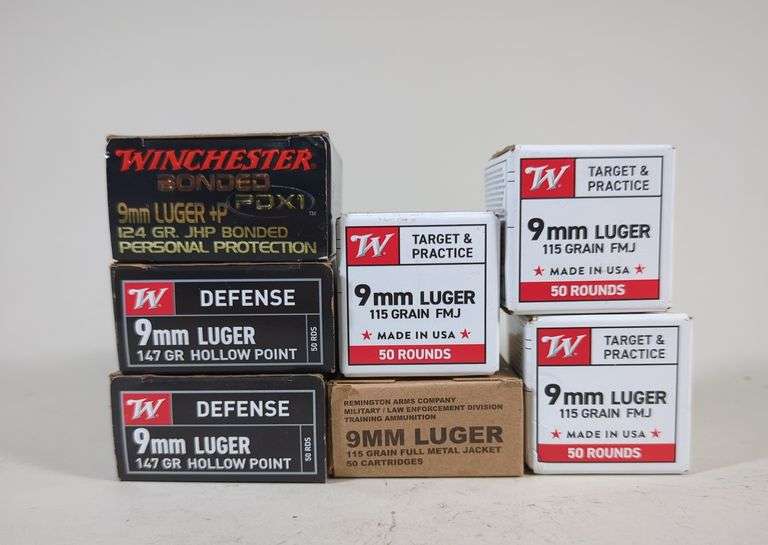 WINCHESTER
BONDED
PDX1
TM
9mm LUGER +P
124 GR. JHP BONDED
PERSONAL PROTECTION
W DEFENSE
9mm LUGER
147 GR HOLLOW POINT
50 RDS
W DEFENSE
9mm LUGER
147 GR HOLLOW POINT
50 RDS
W TARGET &
PRACTICE
9mm LUGER
115 GRAIN FMJ
★ MADE IN USA ★
50 ROUNDS
REMINGTON ARMS COMPANY
MILITARY / LAW ENFORCEMENT DIVISION
TRAINING AMMUNITION
9MM LUGER
115 GRAIN FULL METAL JACKET
50 CARTRIDGES
W TARGET &
PRACTICE
9mm LUGER
115 GRAIN FMJ
★ MADE IN USA ★
50 ROUNDS
W TARGET &
PRACTICE
9mm LUGER
115 GRAIN FMJ
★ MADE IN USA ★
50 ROUNDS